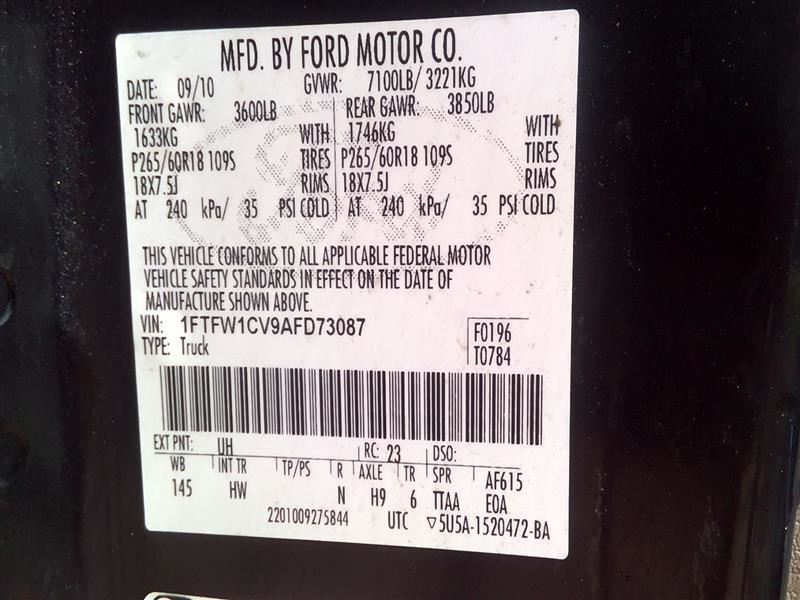 MFD. BY FORD MOTOR CO.
DATE: 09/10 GVWR: 7100LB/ 3221KG
FRONT GAWR: 3600LB REAR GAWR: 3850LB
1633KG WITH 1746KG WITH
P265/60R18 109S TIRES P265/60R18 109S TIRES
18X7.5J RIMS 18X7.5J RIMS
AT 240 kPa/ 35 PSI COLD AT 240 kPa/ 35 PSI COLD
THIS VEHICLE CONFORMS TO ALL APPLICABLE FEDERAL MOTOR
VEHICLE SAFETY STANDARDS IN EFFECT ON THE DATE OF
MANUFACTURE SHOWN ABOVE.
VIN: 1FTFW1CV9AFD73087 F0196
TYPE: Truck T0784
EXT PNT: UH RC: 23 DSO:
WB INT TR TP/PS R AXLE TR SPR AF615
145 HW N H9 6 TTAA EOA
2201009275844 UTC ▽5U5A-1520472-BA